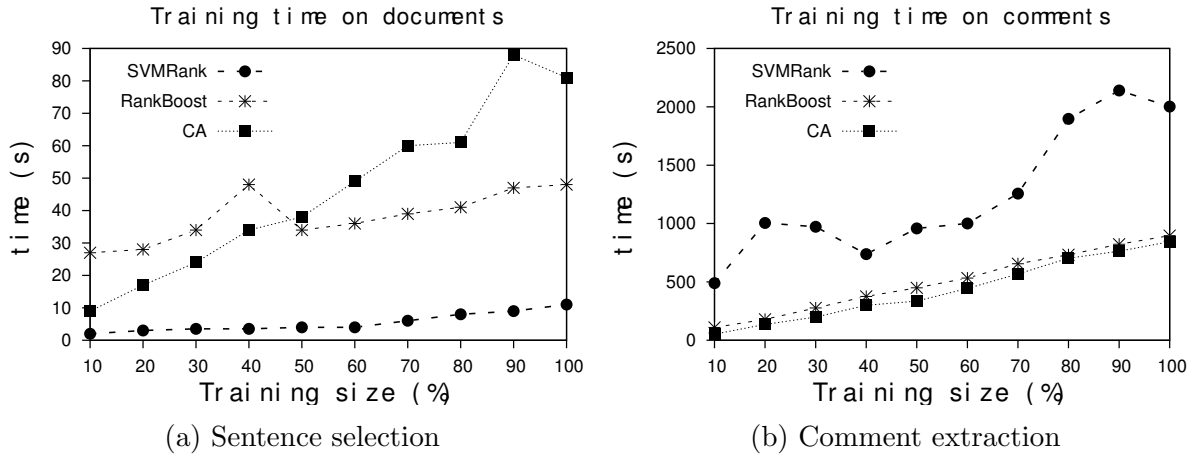 Training time on documents
90
80
70
60
50
40
30
20
10
0
time (s)
SVMRank
RankBoost
CA
10 20 30 40 50 60 70 80 90 100
Training size (%)
(a) Sentence selection
Training time on comments
2500
2000
1500
1000
500
0
time (s)
SVMRank
RankBoost
CA
10 20 30 40 50 60 70 80 90 100
Training size (%)
(b) Comment extraction